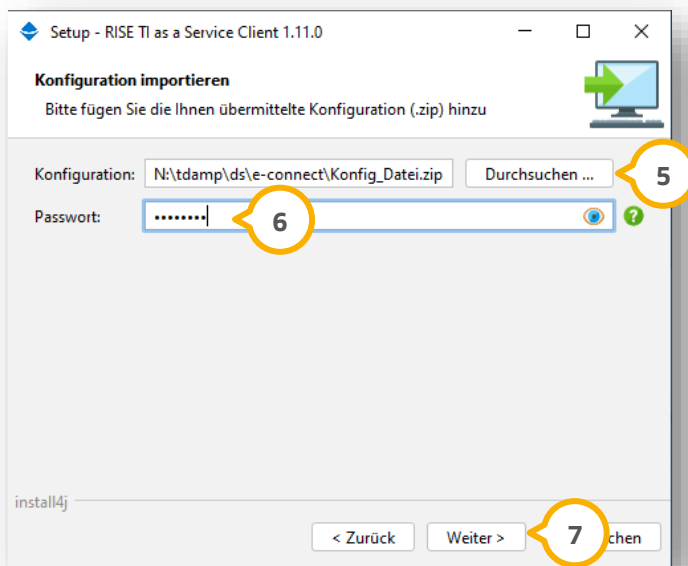 Setup - RISE TI as a Service Client 1.11.0
Konfiguration importieren
Bitte fügen Sie die Ihnen übermittelte Konfiguration (.zip) hinzu
Konfiguration: N:\tdamp\ds\e-connect\Konfig_Datei.zip Durchsuchen ... 5
Passwort: •••••••• 6 ?
install4j
< Zurück Weiter > 7 chen